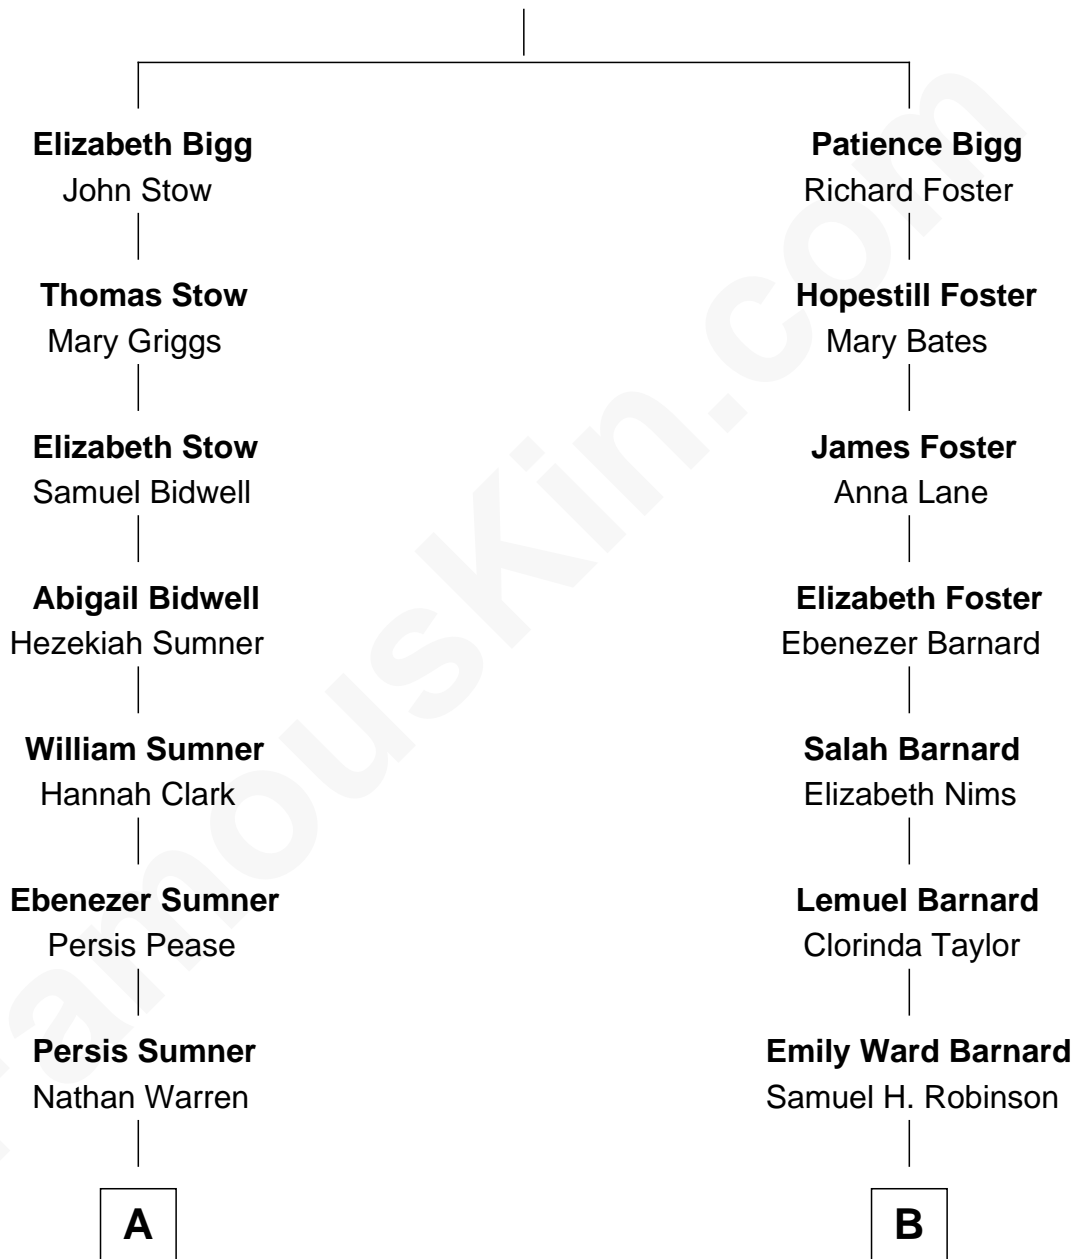 Elizabeth Bigg
John Stow
Thomas Stow
Mary Griggs
Elizabeth Stow
Samuel Bidwell
Abigail Bidwell
Hezekiah Sumner
William Sumner
Hannah Clark
Ebenezer Sumner
Persis Pease
Persis Sumner
Nathan Warren
A
Patience Bigg
Richard Foster
Hopestill Foster
Mary Bates
James Foster
Anna Lane
Elizabeth Foster
Ebenezer Barnard
Salah Barnard
Elizabeth Nims
Lemuel Barnard
Clorinda Taylor
Emily Ward Barnard
Samuel H. Robinson
B
FamousKin.com